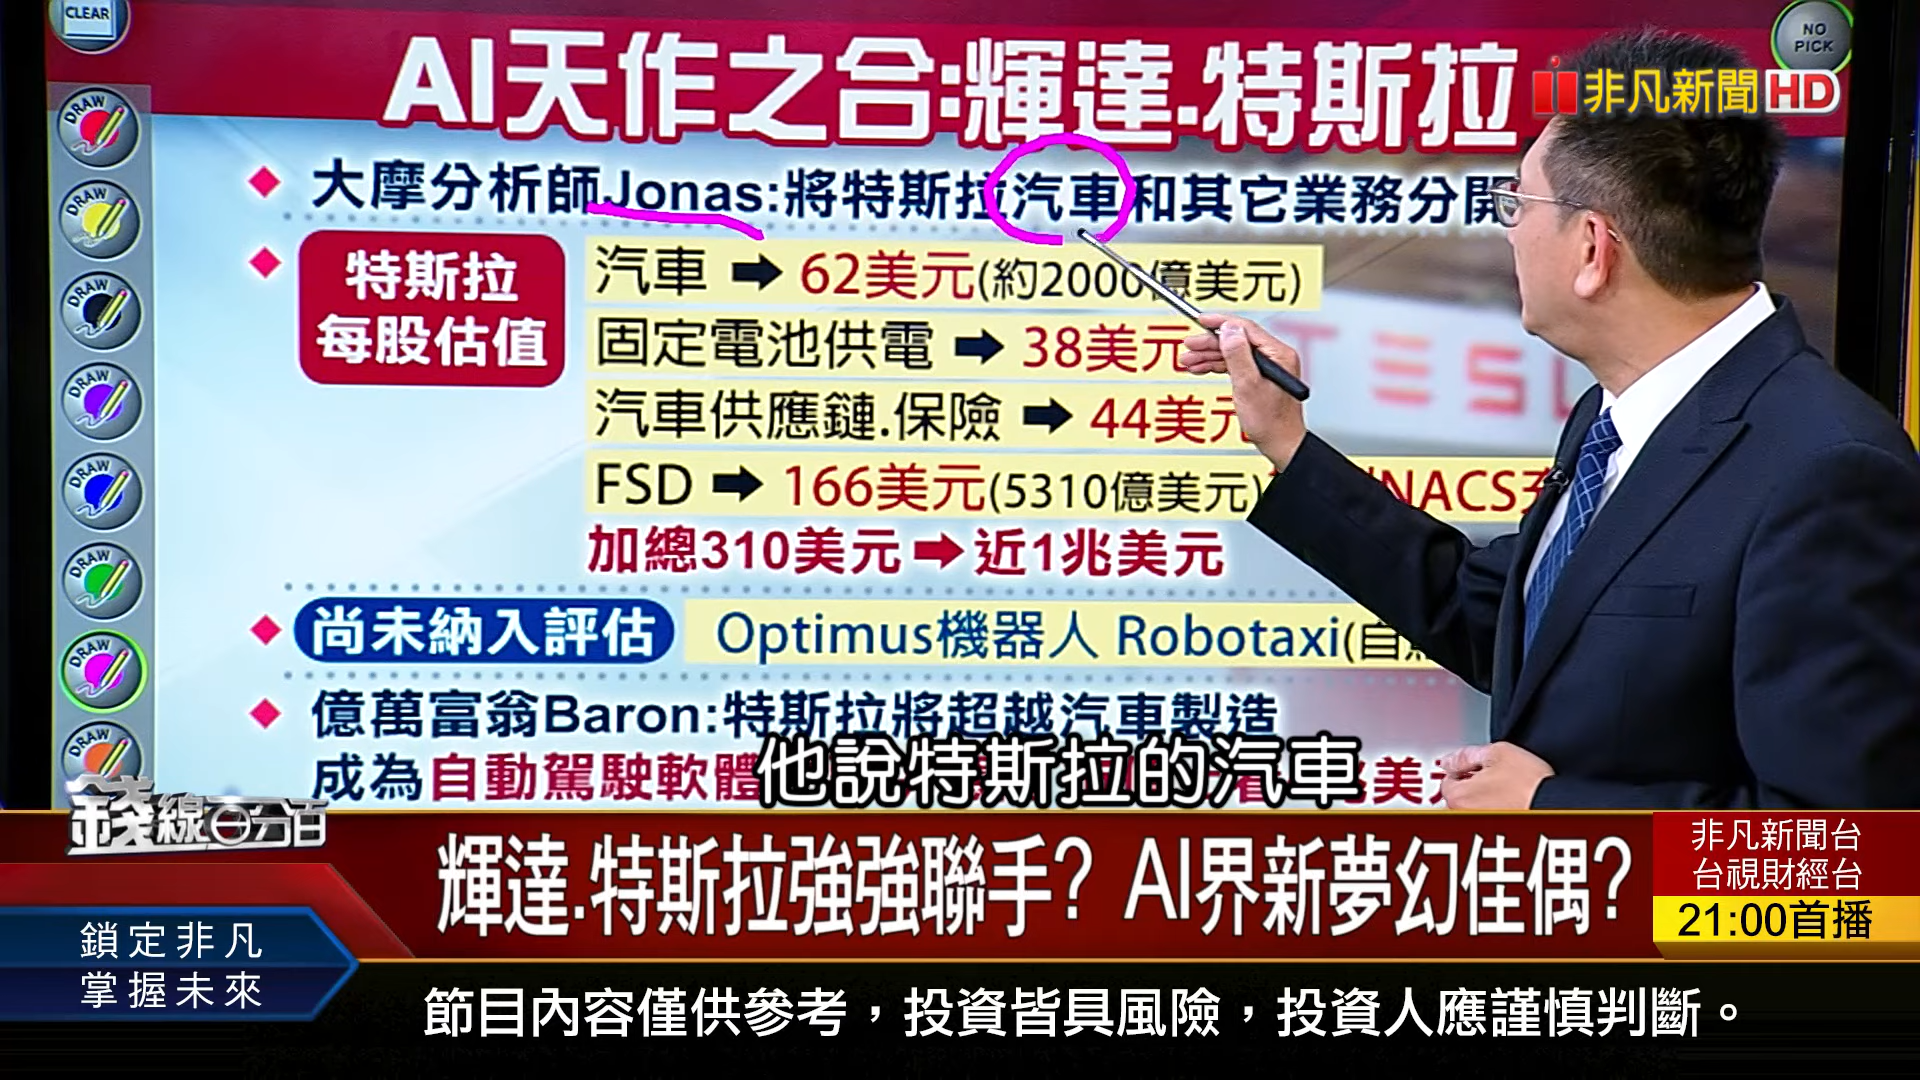 CLEAR
NO
PICK
AI天作之合:輝達.特斯拉
非凡新聞HD
DRAW
DRAW
DRAW
DRAW
DRAW
DRAW
DRAW
DRAW
大摩分析師Jonas:將特斯拉汽車和其它業務分開
特斯拉
每股估值
汽車➡62美元(約2000億美元)
固定電池供電➡38美元
汽車供應鏈.保險➡44美元
FSD➡166美元(5310億美元)
NACS
加總310美元➡近1兆美元
TESL
尚未納入評估
Optimus機器人 Robotaxi(自
億萬富翁Baron:特斯拉將超越汽車製造
成為自動駕駛軟體
兆美元
他說特斯拉的汽車
錢線百分百
輝達.特斯拉強強聯手? AI界新夢幻佳偶?
非凡新聞台
台視財經台
21:00首播
鎖定非凡
掌握未來
節目內容僅供參考，投資皆具風險，投資人應謹慎判斷。